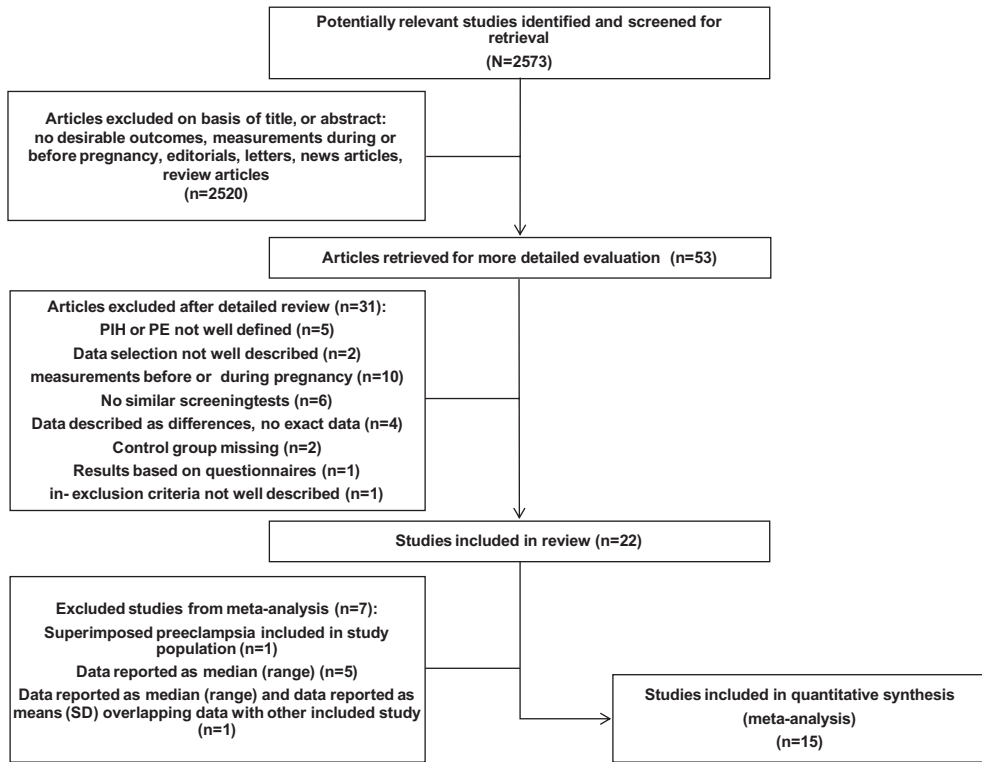 Potentially relevant studies identified and screened for
retrieval
(N=2573)
Articles excluded on basis of title, or abstract:
no desirable outcomes, measurements during or
before pregnancy, editorials, letters, news articles,
review articles
(n=2520)
Articles retrieved for more detailed evaluation (n=53)
Articles excluded after detailed review (n=31):
PIH or PE not well defined (n=5)
Data selection not well described (n=2)
measurements before or during pregnancy (n=10)
No similar screeningtests (n=6)
Data described as differences, no exact data (n=4)
Control group missing (n=2)
Results based on questionnaires (n=1)
in- exclusion criteria not well described (n=1)
Studies included in review (n=22)
Excluded studies from meta-analysis (n=7):
Superimposed preeclampsia included in study
population (n=1)
Data reported as median (range) (n=5)
Data reported as median (range) and data reported as
means (SD) overlapping data with other included study
(n=1)
Studies included in quantitative synthesis
(meta-analysis)
(n=15)